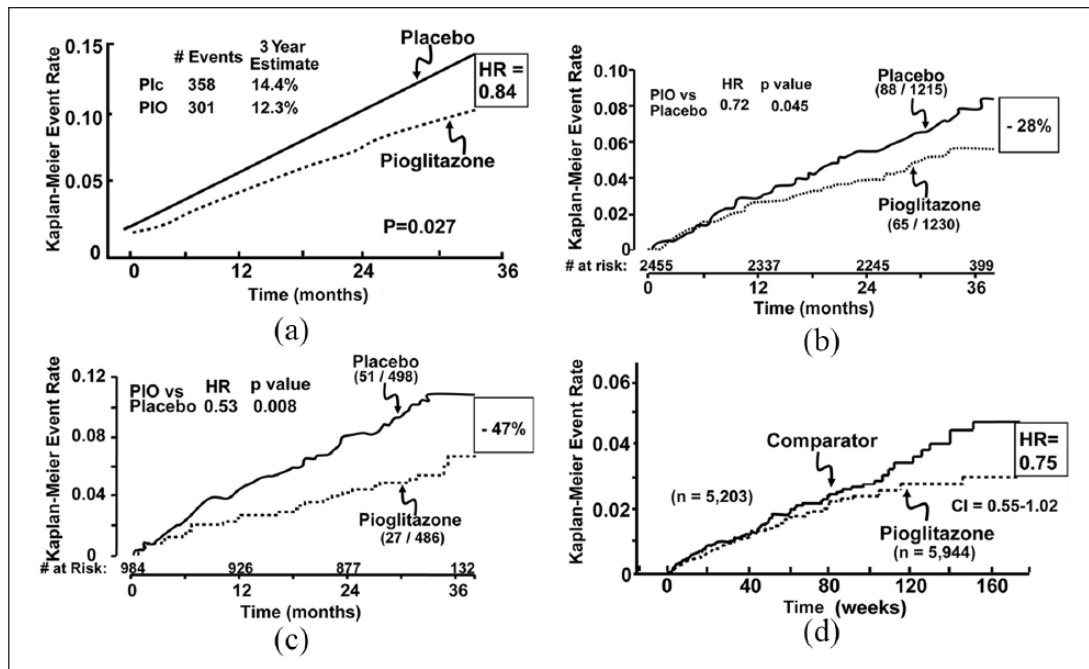 Kaplan-Meier Event Rate
0.15
0.10
0.05
0
# Events 3 Year Estimate
Plc 358 14.4%
PIO 301 12.3%
Placebo
HR = 0.84
Pioglitazone
P=0.027
0 12 24 36
Time (months)
(a)
Kaplan-Meier Event Rate
0.10
0.08
0.06
0.04
0.02
0.0
HR p value
PIO vs Placebo 0.72 0.045
Placebo
(88 / 1215)
- 28%
Pioglitazone
(65 / 1230)
# at risk: 2455 2337 2245 399
0 12 24 36
Time (months)
(b)
Kaplan-Meier Event Rate
0.12
0.08
0.04
0
PIO vs Placebo HR p value
0.53 0.008
Placebo
(51 / 498)
- 47%
Pioglitazone
(27 / 486)
# at Risk: 984 926 877 132
0 12 24 36
Time (months)
(c)
Kaplan-Meier Event Rate
0.06
0.04
0.02
0
Comparator
(n = 5,203)
HR= 0.75
CI = 0.55-1.02
Pioglitazone
(n = 5,944)
0 40 80 120 160
Time (weeks)
(d)